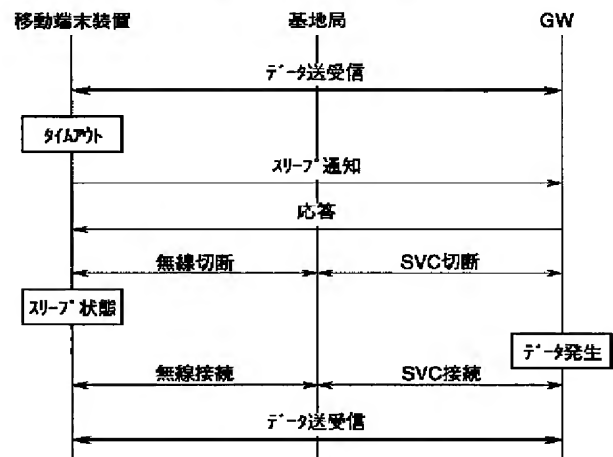 移動端末装置 基地局 GW
データ送受信
タイムアウト
スリープ通知
応答
無線切断 SVC切断
スリープ状態
データ発生
無線接続 SVC接続
データ送受信